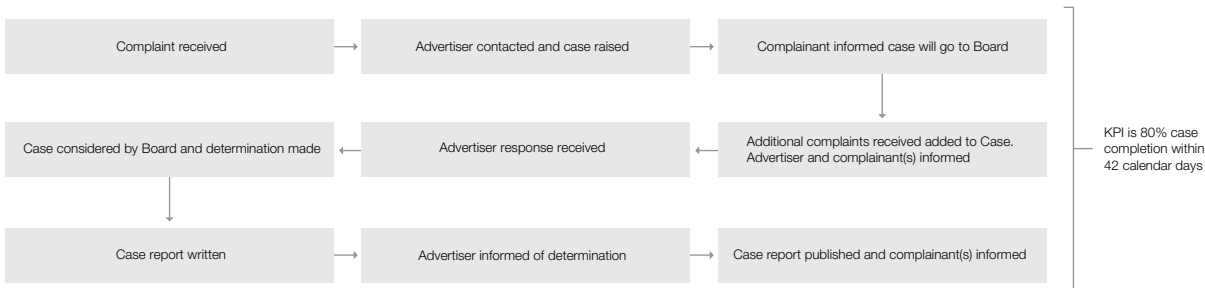 Complaint received
Advertiser contacted and case raised
Complainant informed case will go to Board
Additional complaints received added to Case.
Advertiser and complainant(s) informed
Advertiser response received
Case considered by Board and determination made
Case report written
Advertiser informed of determination
Case report published and complainant(s) informed
KPI is 80% case
completion within
42 calendar days